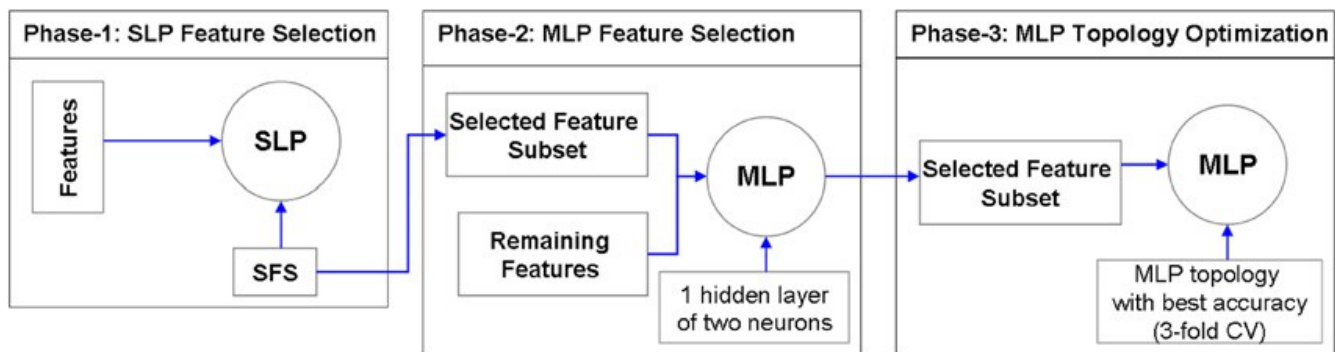 Phase-1: SLP Feature Selection
Features
SLP
SFS
Phase-2: MLP Feature Selection
Selected Feature
Subset
MLP
Remaining
Features
1 hidden layer
of two neurons
Phase-3: MLP Topology Optimization
Selected Feature
Subset
MLP
MLP topology
with best accuracy
(3-fold CV)